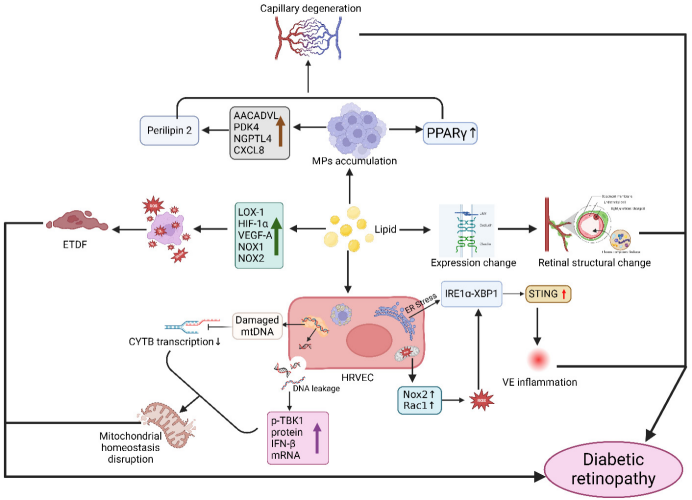 Capillary degeneration
AACADVL
PDK4
NGPTL4
CXCL8
Perilipin 2
PPARγ↑
MPs accumulation
LOX-1
HIF-1α
VEGF-A
NOX1
NOX2
ETDF
Lipid
Expression change
Retinal structural change
ER Stress
IRE1α-XBP1
STING ↑
Damaged
mtDNA
CYTB transcription↓
HRVEC
DNA leakage
Nox2↑
Rac1↑
ROS
VE inflammation
p-TBK1
protein
IFN-β
mRNA
Mitochondrial
homeostasis
disruption
Diabetic
retinopathy